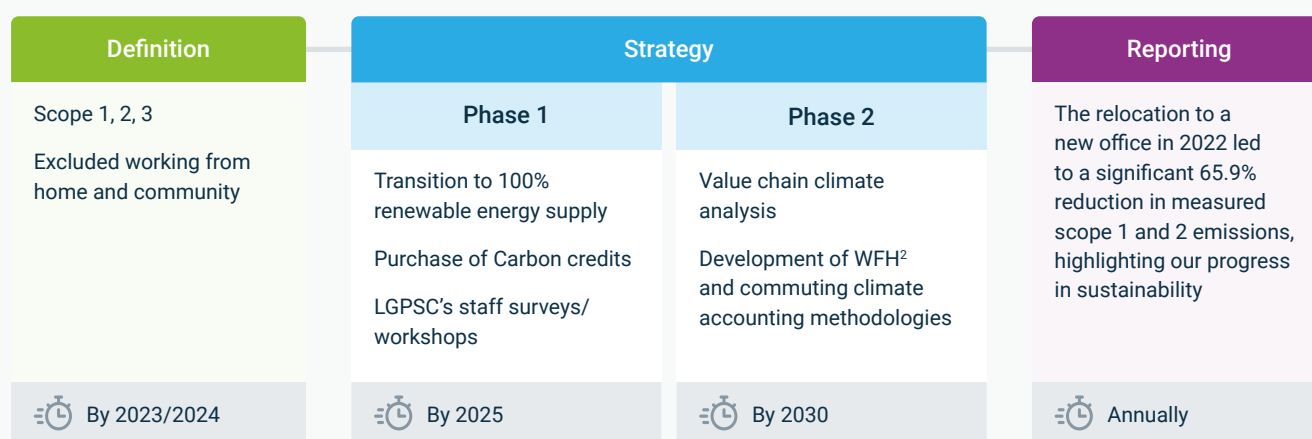 Definition
Scope 1, 2, 3
Excluded working from
home and community
By 2023/2024
Strategy
Phase 1
Transition to 100%
renewable energy supply
Purchase of Carbon credits
LGPSC’s staff surveys/
workshops
By 2025
Phase 2
Value chain climate
analysis
Development of WFH²
and commuting climate
accounting methodologies
By 2030
Reporting
The relocation to a
new office in 2022 led
to a significant 65.9%
reduction in measured
scope 1 and 2 emissions,
highlighting our progress
in sustainability
Annually